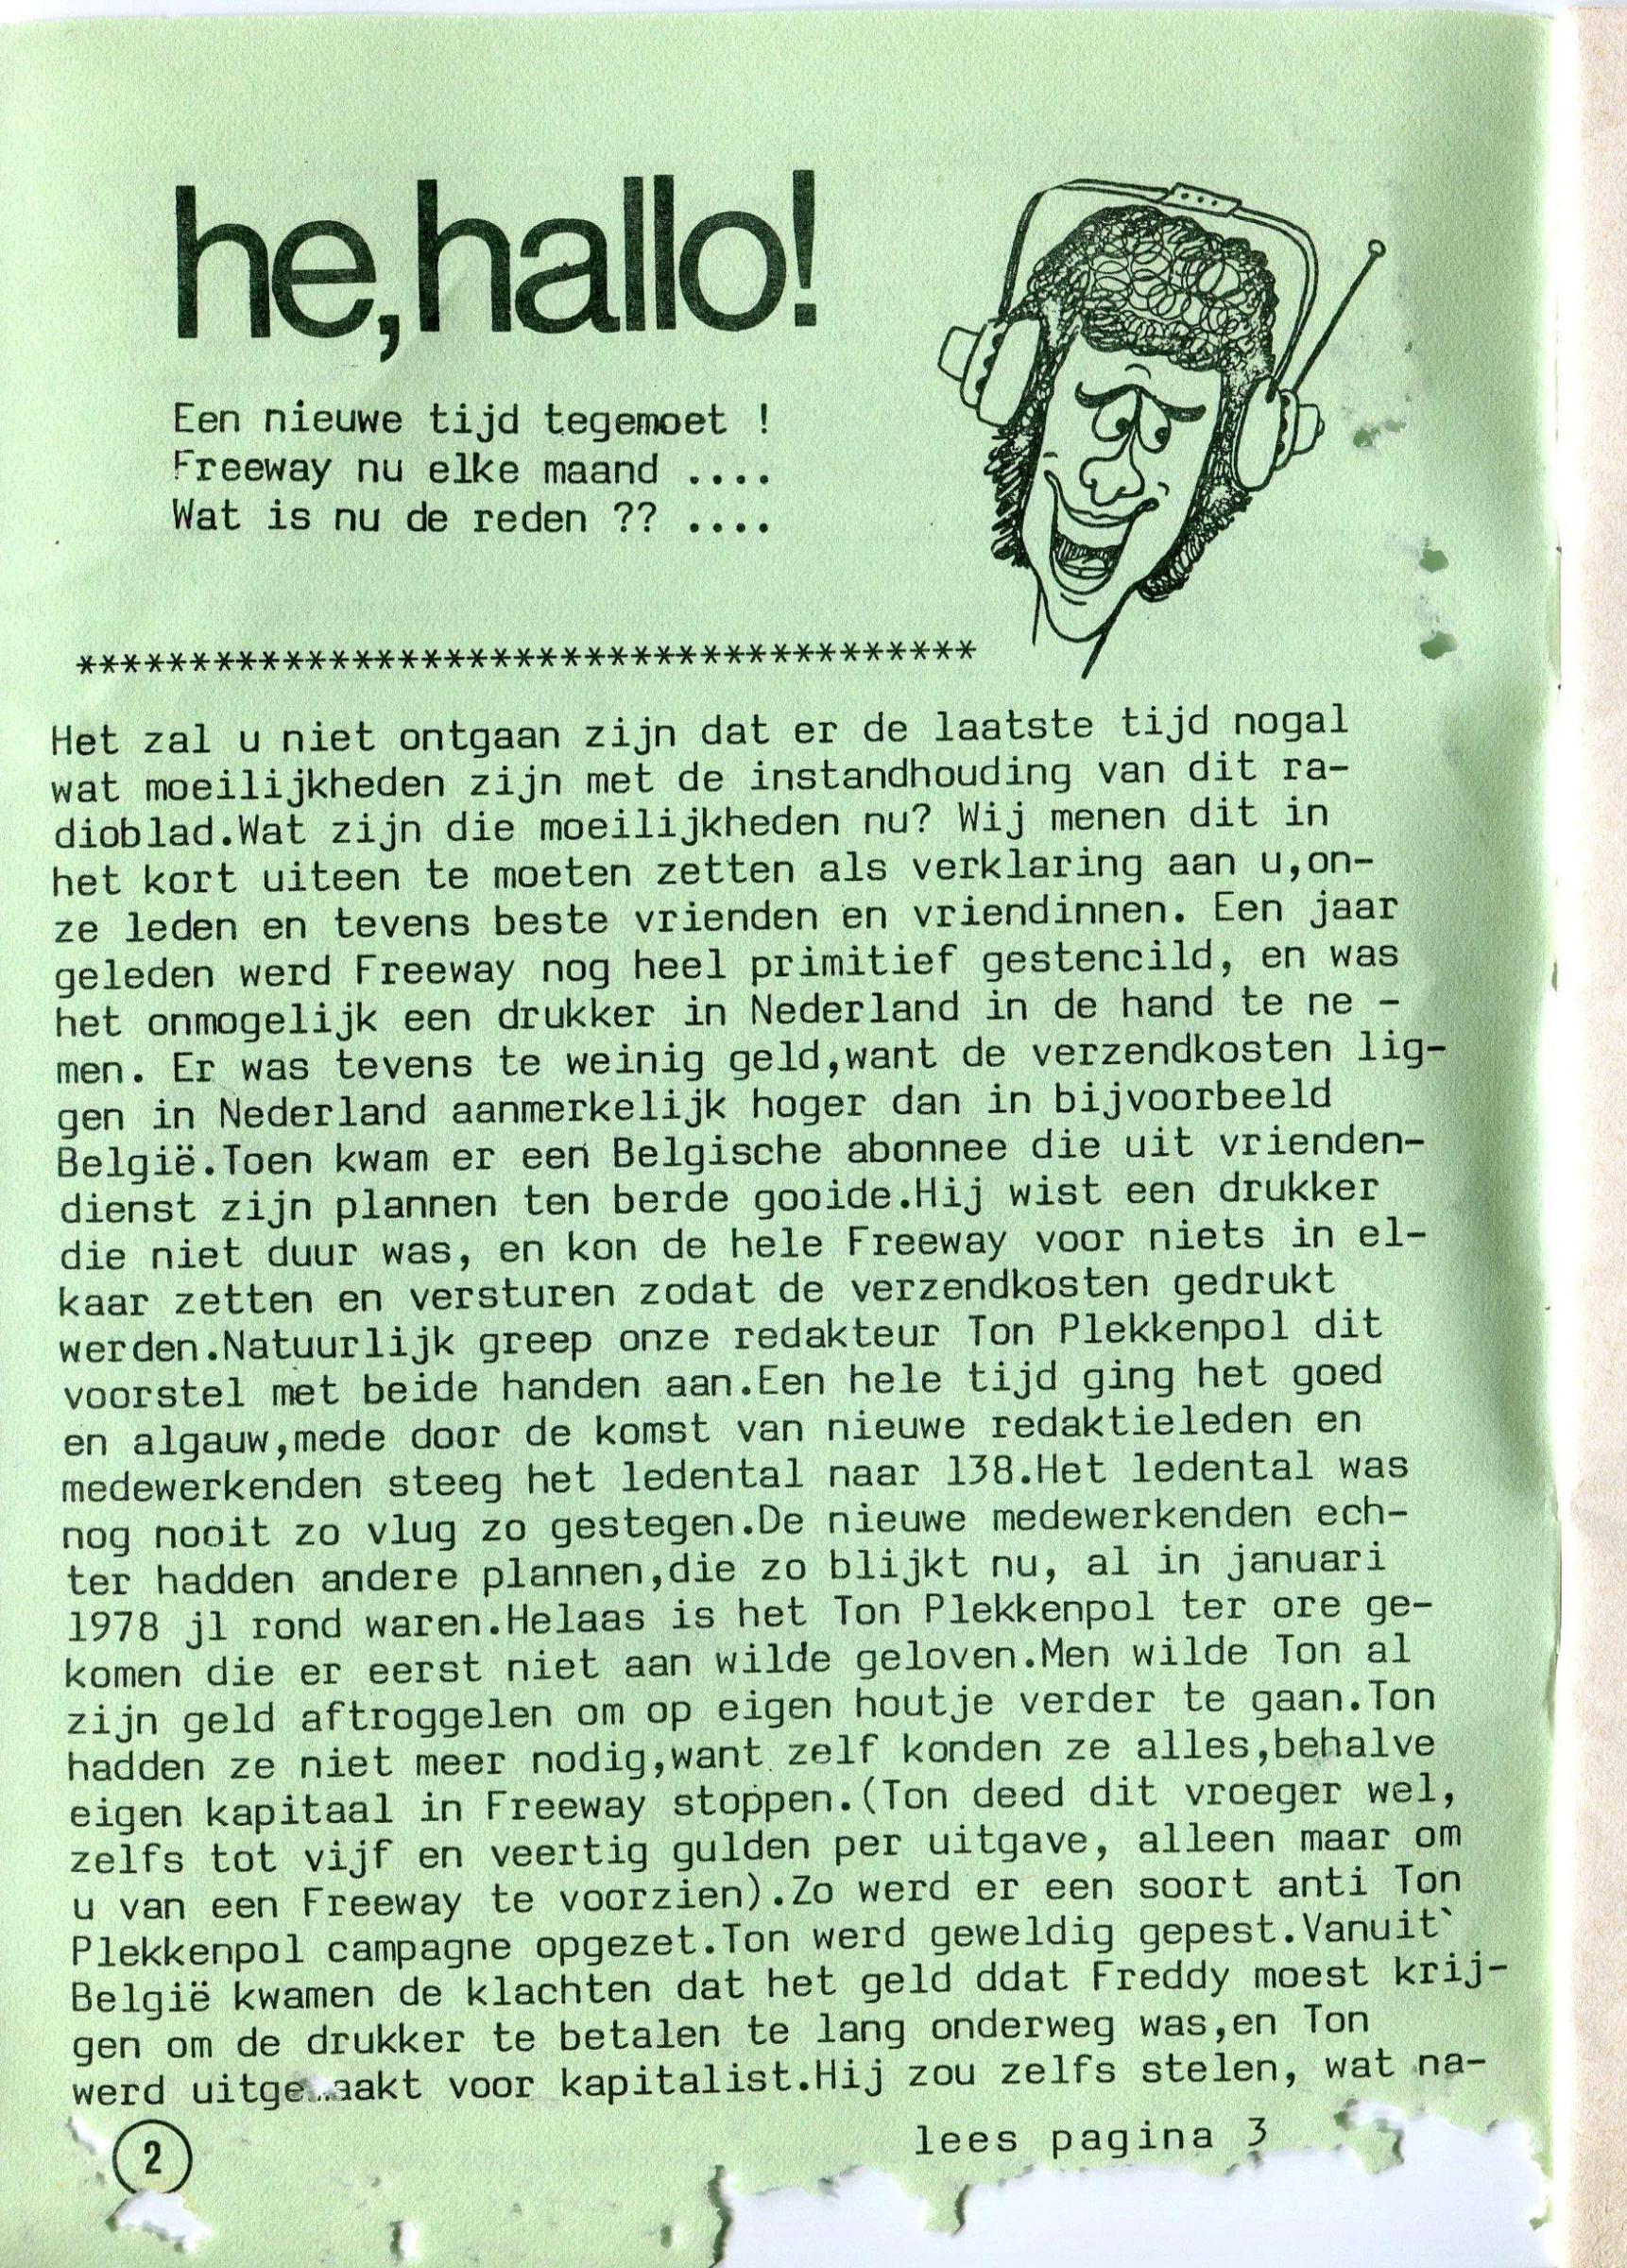 he,hallo!
Een nieuwe tijd tegemoet !
Freeway nu elke maand ....
Wat is nu de reden ?? ....
***************************************
Het zal u niet ontgaan zijn dat er de laatste tijd nogal
wat moeilijkheden zijn met de instandhouding van dit ra-
dioblad.Wat zijn die moeilijkheden nu? Wij menen dit in
het kort uiteen te moeten zetten als verklaring aan u,on-
ze leden en tevens beste vrienden en vriendinnen. Een jaar
geleden werd Freeway nog heel primitief gestencild, en was
het onmogelijk een drukker in Nederland in de hand te ne -
men. Er was tevens te weinig geld,want de verzendkosten lig-
gen in Nederland aanmerkelijk hoger dan in bijvoorbeeld
België.Toen kwam er een Belgische abonnee die uit vrienden-
dienst zijn plannen ten berde gooide.Hij wist een drukker
die niet duur was, en kon de hele Freeway voor niets in el-
kaar zetten en versturen zodat de verzendkosten gedrukt
werden.Natuurlijk greep onze redakteur Ton Plekkenpol dit
voorstel met beide handen aan.Een hele tijd ging het goed
en algauw,mede door de komst van nieuwe redaktieleden en
medewerkenden steeg het ledental naar 138.Het ledental was
nog nooit zo vlug zo gestegen.De nieuwe medewerkenden ech-
ter hadden andere plannen,die zo blijkt nu, al in januari
1978 jl rond waren.Helaas is het Ton Plekkenpol ter ore ge-
komen die er eerst niet aan wilde geloven.Men wilde Ton al
zijn geld aftroggelen om op eigen houtje verder te gaan.Ton
hadden ze niet meer nodig,want zelf konden ze alles,behalve
eigen kapitaal in Freeway stoppen.(Ton deed dit vroeger wel,
zelfs tot vijf en veertig gulden per uitgave, alleen maar om
u van een Freeway te voorzien).Zo werd er een soort anti Ton
Plekkenpol campagne opgezet.Ton werd geweldig gepest.Vanuit`
België kwamen de klachten dat het geld ddat Freddy moest krij-
gen om de drukker te betalen te lang onderweg was,en Ton
werd uitgemaakt voor kapitalist.Hij zou zelfs stelen, wat na-
lees pagina 3
2